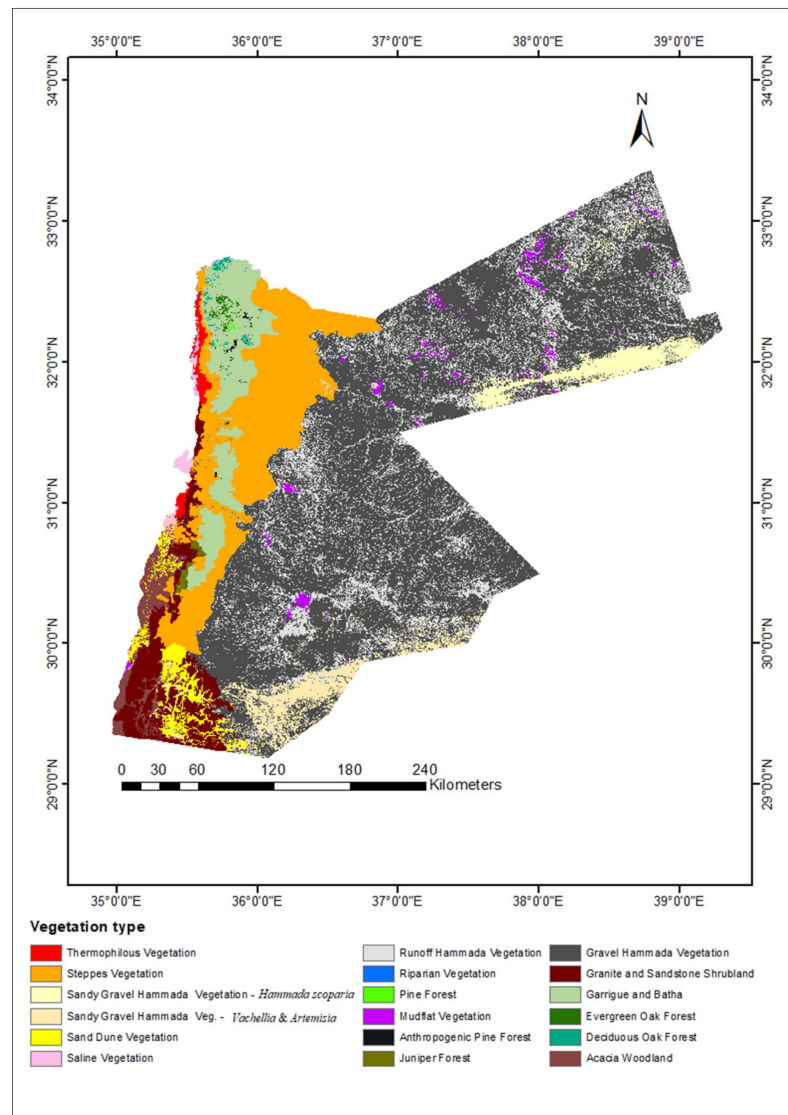 35°0'0"E 36°0'0"E 37°0'0"E 38°0'0"E 39°0'0"E
34°0'0"N 34°0'0"N
N
33°0'0"N 33°0'0"N
32°0'0"N 32°0'0"N
31°0'0"N 31°0'0"N
30°0'0"N 30°0'0"N
0 30 60 120 180 240
Kilometers
29°0'0"N 29°0'0"N
35°0'0"E 36°0'0"E 37°0'0"E 38°0'0"E 39°0'0"E
Vegetation type
Thermophilous Vegetation
Steppes Vegetation
Sandy Gravel Hammada Vegetation - Hammada scoparia
Sandy Gravel Hammada Veg. - Vachellia & Artemisia
Sand Dune Vegetation
Saline Vegetation
Runoff Hammada Vegetation
Riparian Vegetation
Pine Forest
Mudflat Vegetation
Anthropogenic Pine Forest
Juniper Forest
Gravel Hammada Vegetation
Granite and Sandstone Shrubland
Garrigue and Batha
Evergreen Oak Forest
Deciduous Oak Forest
Acacia Woodland